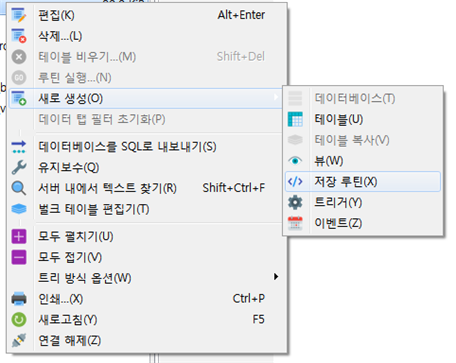 편집(K) Alt+Enter
삭제...(L)
테이블 비우기...(M) Shift+Del
루틴 실행...(N)
새로 생성(O)
데이터 탭 필터 초기화(P)
데이터베이스를 SQL로 내보내기(S)
유지보수(Q)
서버 내에서 텍스트 찾기(R) Shift+Ctrl+F
벌크 테이블 편집기(T)
모두 펼치기(U)
모두 접기(V)
트리 방식 옵션(W)
인쇄...(X) Ctrl+P
새로고침(Y) F5
연결 해제(Z)
데이터베이스(T)
테이블(U)
테이블 복사(V)
뷰(W)
저장 루틴(X)
트리거(Y)
이벤트(Z)